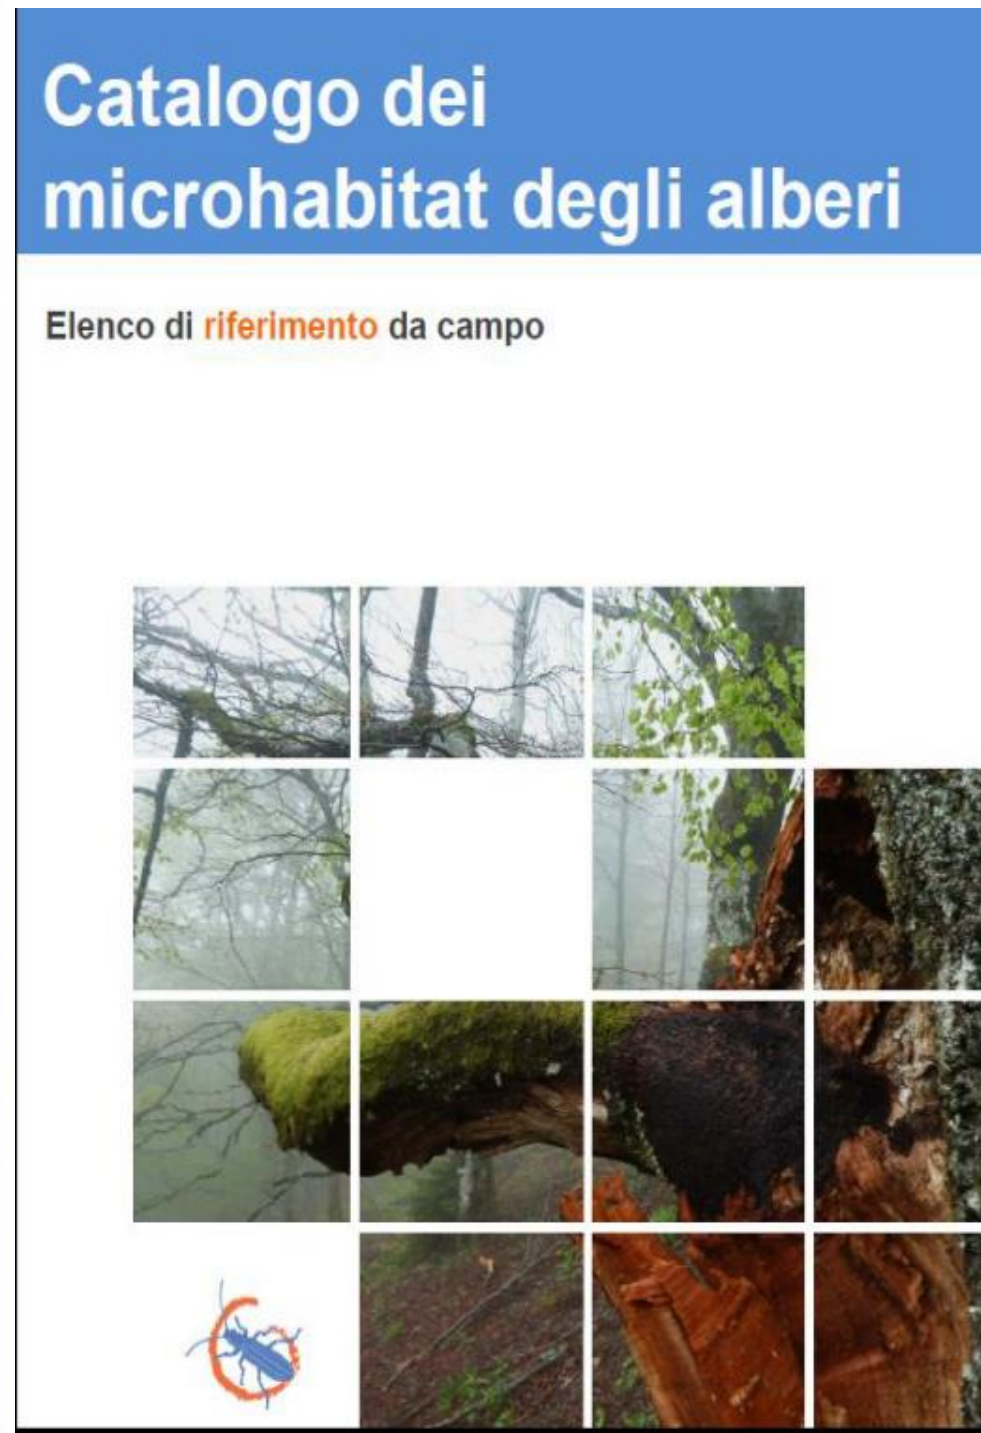 Catalogo dei
microhabitat degli alberi
Elenco di riferimento da campo